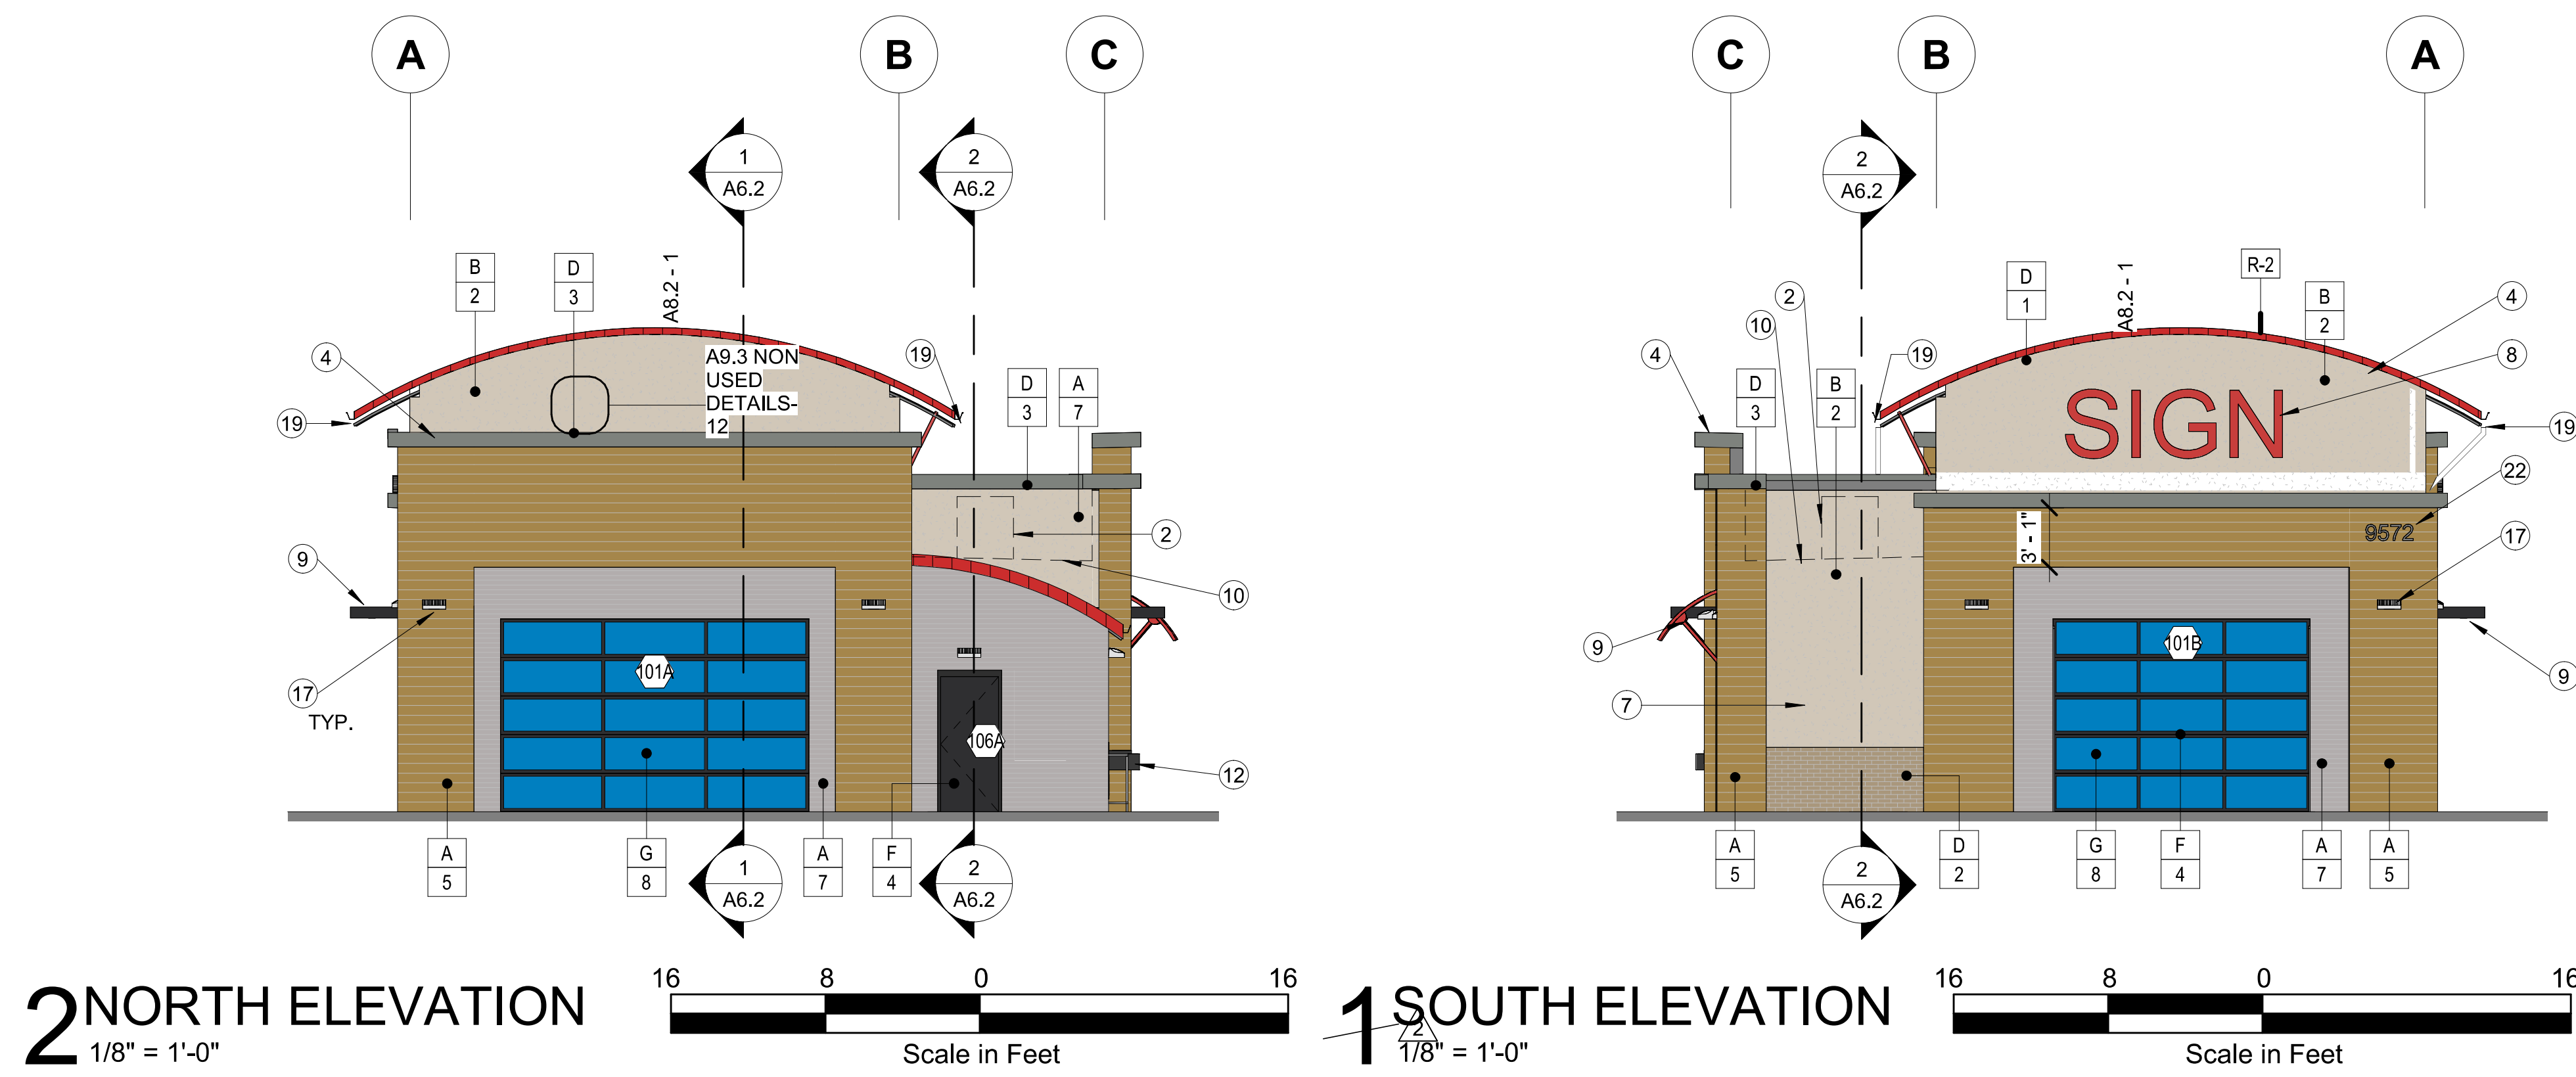 A
B
C
1
A6.2
2
A6.2
B
2
D
3
A8.2 - 1
A9.3 NON
USED
DETAILS-
12
4
19
19
D
3
A
7
2
9
10
17
TYP.
101A
106A
12
A
5
G
8
1
A6.2
A
7
F
4
2
A6.2
2
NORTH ELEVATION
1/8" = 1'-0"
16 8 0 16
Scale in Feet
C
B
A
2
A6.2
D
1
A8.2 - 1
R-2
B
2
4
2
10
4
19
8
D
3
B
2
SIGN
19
22
3' - 1"
9572
17
9
9
7
101B
A
5
2
A6.2
D
2
G
8
F
4
A
7
A
5
1
SOUTH ELEVATION
2
1/8" = 1'-0"
16 8 0 16
Scale in Feet